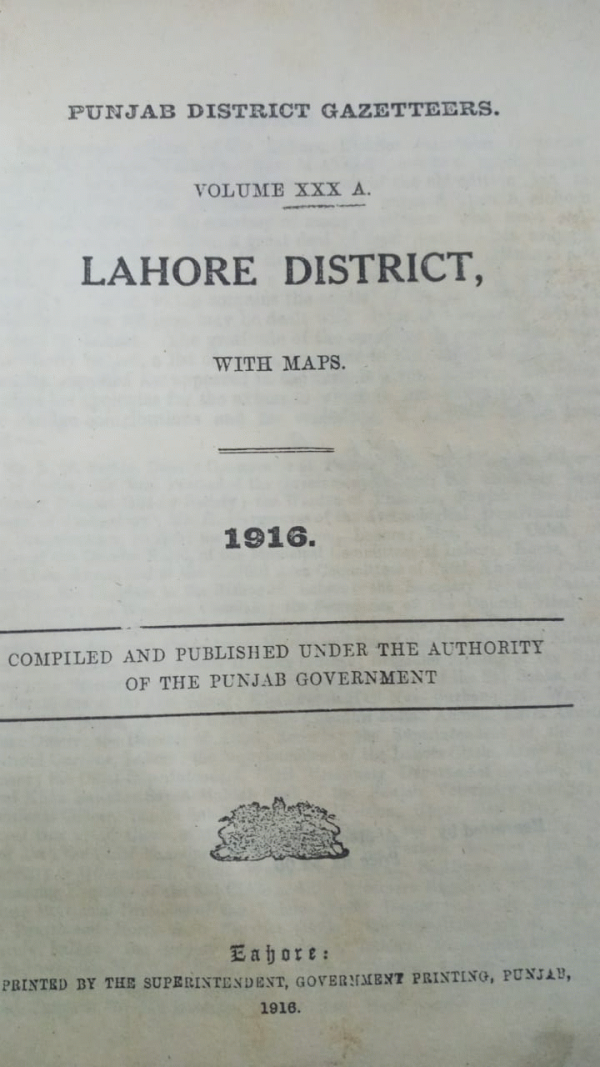 PUNJAB DISTRICT GAZETTEERS.
VOLUME XXX A.
LAHORE DISTRICT,
WITH MAPS.
1916.
COMPILED AND PUBLISHED UNDER THE AUTHORITY
OF THE PUNJAB GOVERNMENT
Lahore:
PRINTED BY THE SUPERINTENDENT, GOVERNMENT PRINTING, PUNJAB,
1916.